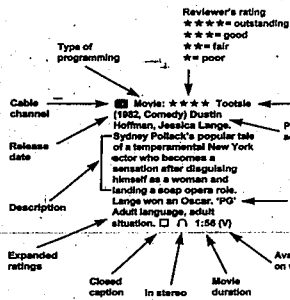 Reviewer's rating
★★★★= outstanding
★★★= good
★★= fair
★= poor
Type of
programming
Cable
channel
Movie: ★★★★ Tootsie
(1982, Comedy) Dustin
Hoffman, Jessica Lange.
Sydney Pollack's popular tale
of a temperamental New York
actor who becomes a
sensation after disguising
himself as a woman and
landing a soap opera role.
Lange won an Oscar. 'PG'
Adult language, adult
situation. 1:56 {V}
Release
date
Description
Expanded
ratings
Closed
caption
In stereo
Movie
duration